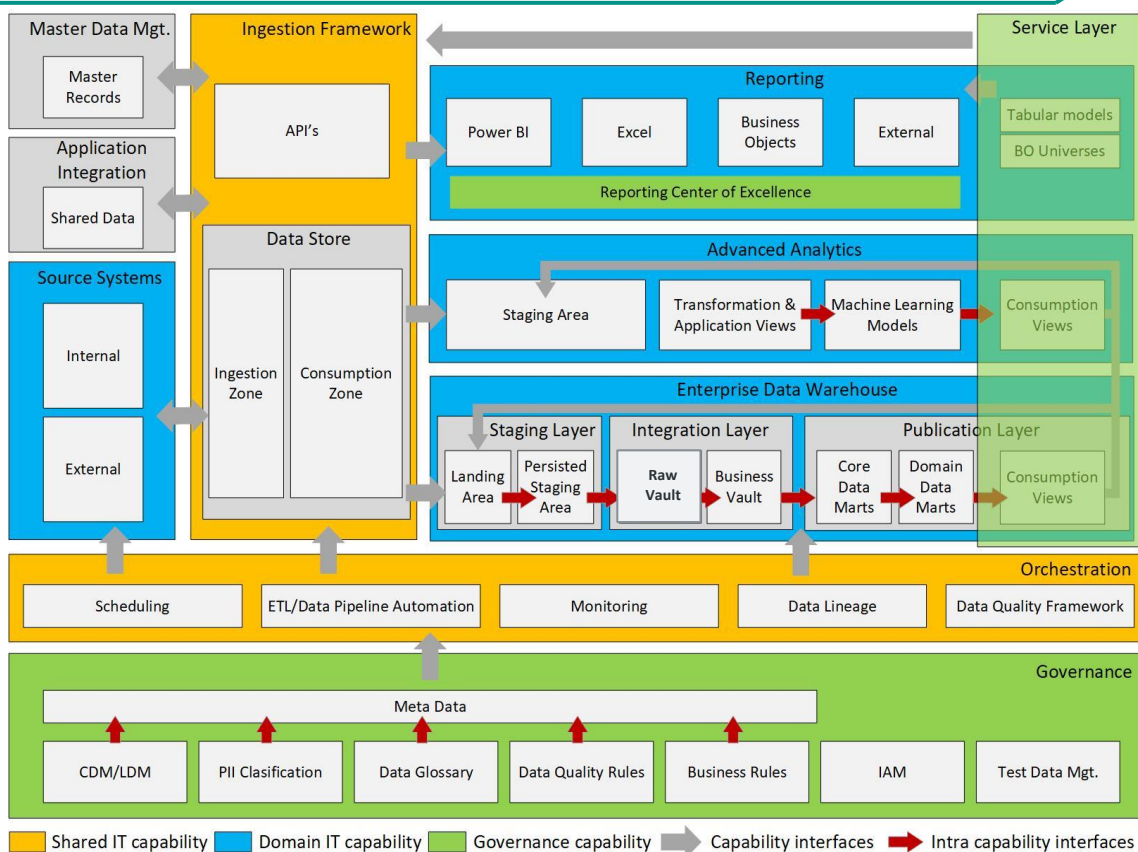 Master Data Mgt.
Master
Records
Application
Integration
Shared Data
Source Systems
Internal
External
Ingestion Framework
API's
Data Store
Ingestion
Zone
Consumption
Zone
Service Layer
Reporting
Power BI
Excel
Business
Objects
External
Tabular models
BO Universes
Reporting Center of Excellence
Advanced Analytics
Staging Area
Transformation &
Application Views
Machine Learning
Models
Consumption
Views
Enterprise Data Warehouse
Staging Layer
Landing
Area
Persisted
Staging
Area
Integration Layer
Raw
Vault
Business
Vault
Publication Layer
Core
Data
Marts
Domain
Data
Marts
Consumption
Views
Orchestration
Scheduling
ETL/Data Pipeline Automation
Monitoring
Data Lineage
Data Quality Framework
Governance
Meta Data
CDM/LDM
PII Clasification
Data Glossary
Data Quality Rules
Business Rules
IAM
Test Data Mgt.
Shared IT capability
Domain IT capability
Governance capability
Capability interfaces
Intra capability interfaces